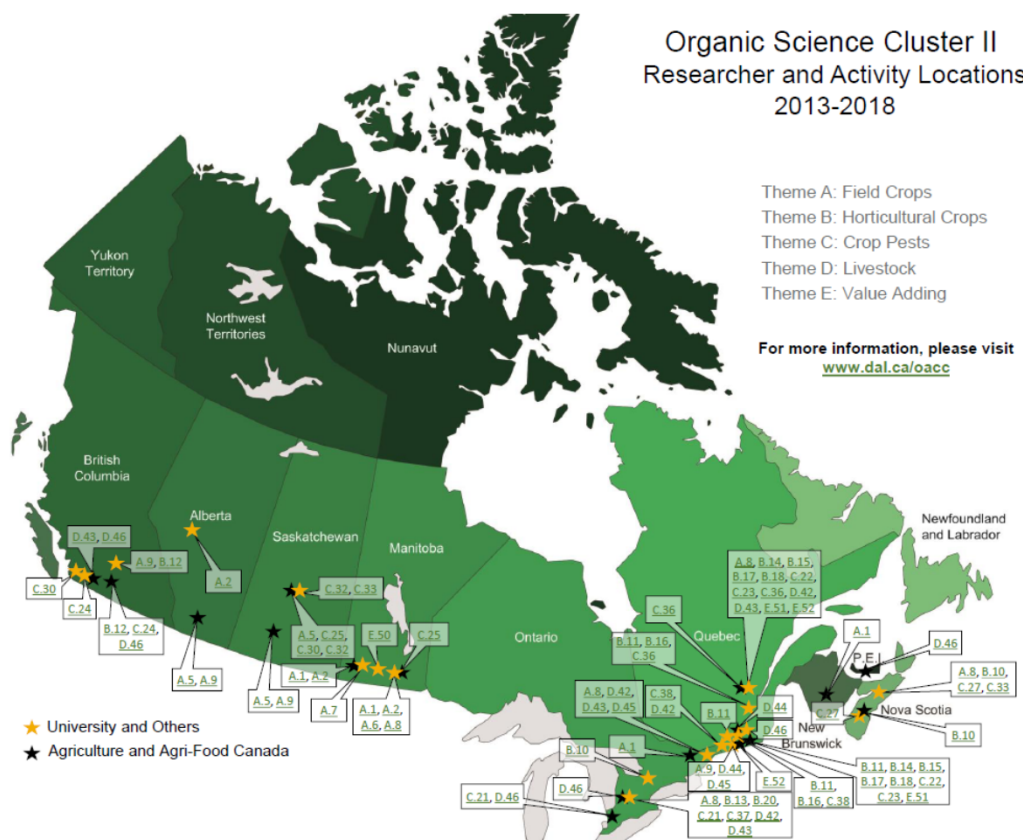 Organic Science Cluster II
Researcher and Activity Locations
2013-2018
Theme A: Field Crops
Theme B: Horticultural Crops
Theme C: Crop Pests
Theme D: Livestock
Theme E: Value Adding
For more information, please visit
www.dal.ca/oacc
Yukon
Territory
Northwest
Territories
Nunavut
British
Columbia
Alberta
Saskatchewan
Manitoba
Ontario
Quebec
Newfoundland
and Labrador
P.E.I.
Nova Scotia
New
Brunswick
D.43, D.46
A.9, B.12
C.30
C.24
B.12, C.24,
D.46
A.2
A.5, A.9
A.5, A.9
C.32, C.33
A.5, C.25,
C.30, C.32
A.1, A.2
E.50
C.25
A.7
A.1, A.2,
A.6, A.8
A.8, B.14, B.15,
B.17, B.18, C.22,
C.23, C.36, D.42,
D.43, E.51, E.52
C.36
B.11, B.16,
C.36
A.8, D.42,
D.43, D.45
C.38,
D.42
B.11
D.44
D.46
A.1
A.1
D.46
A.8, B.10,
C.27, C.33
C.27
B.10
B.10
A.9, D.44,
D.45
E.52
B.11,
B.16, C.38
B.11, B.14, B.15,
B.17, B.18, C.22,
C.23, E.51
D.46
C.21, D.46
A.8, B.13, B.20,
C.21, C.37, D.42,
D.43
University and Others
Agriculture and Agri-Food Canada